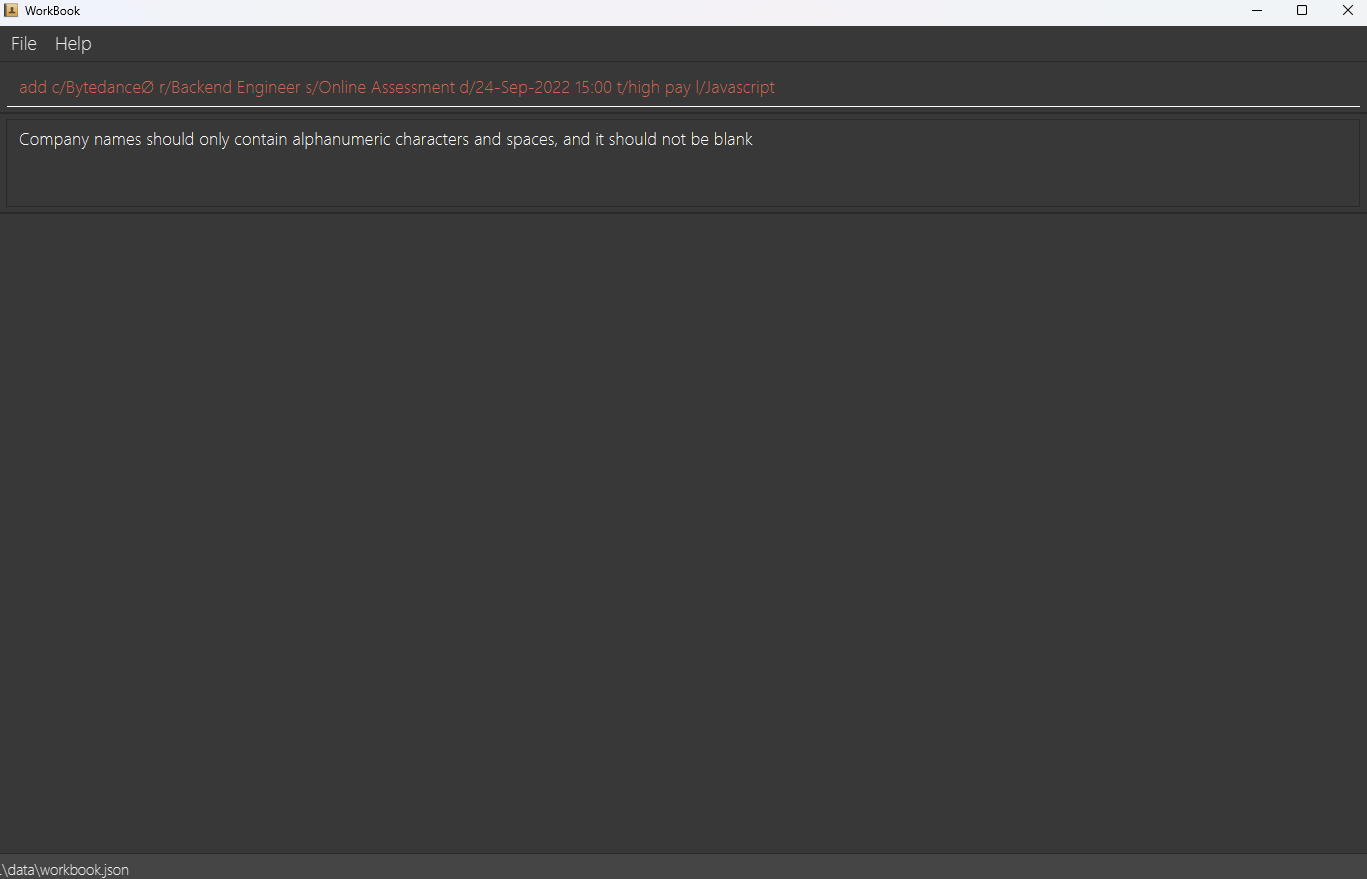 WorkBook
File Help
add c/BytedanceØ r/Backend Engineer s/Online Assessment d/24-Sep-2022 15:00 t/high pay l/Javascript
Company names should only contain alphanumeric characters and spaces, and it should not be blank
.\data\workbook.json